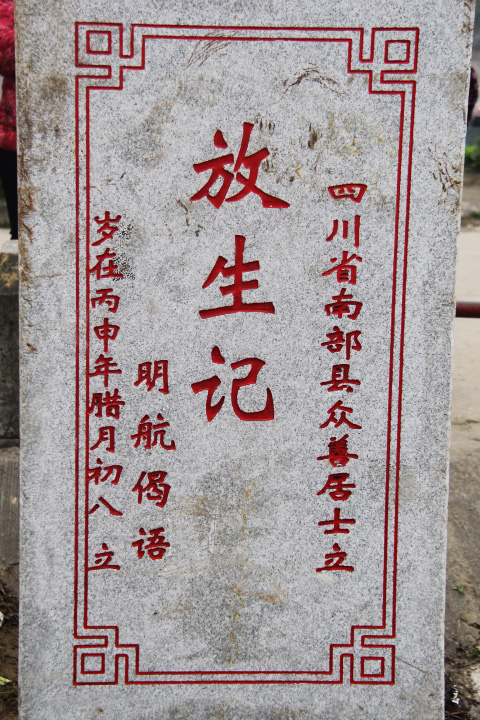 四川省南部县众善居士立
放生记
明航偈语
岁在丙申年腊月初八 立